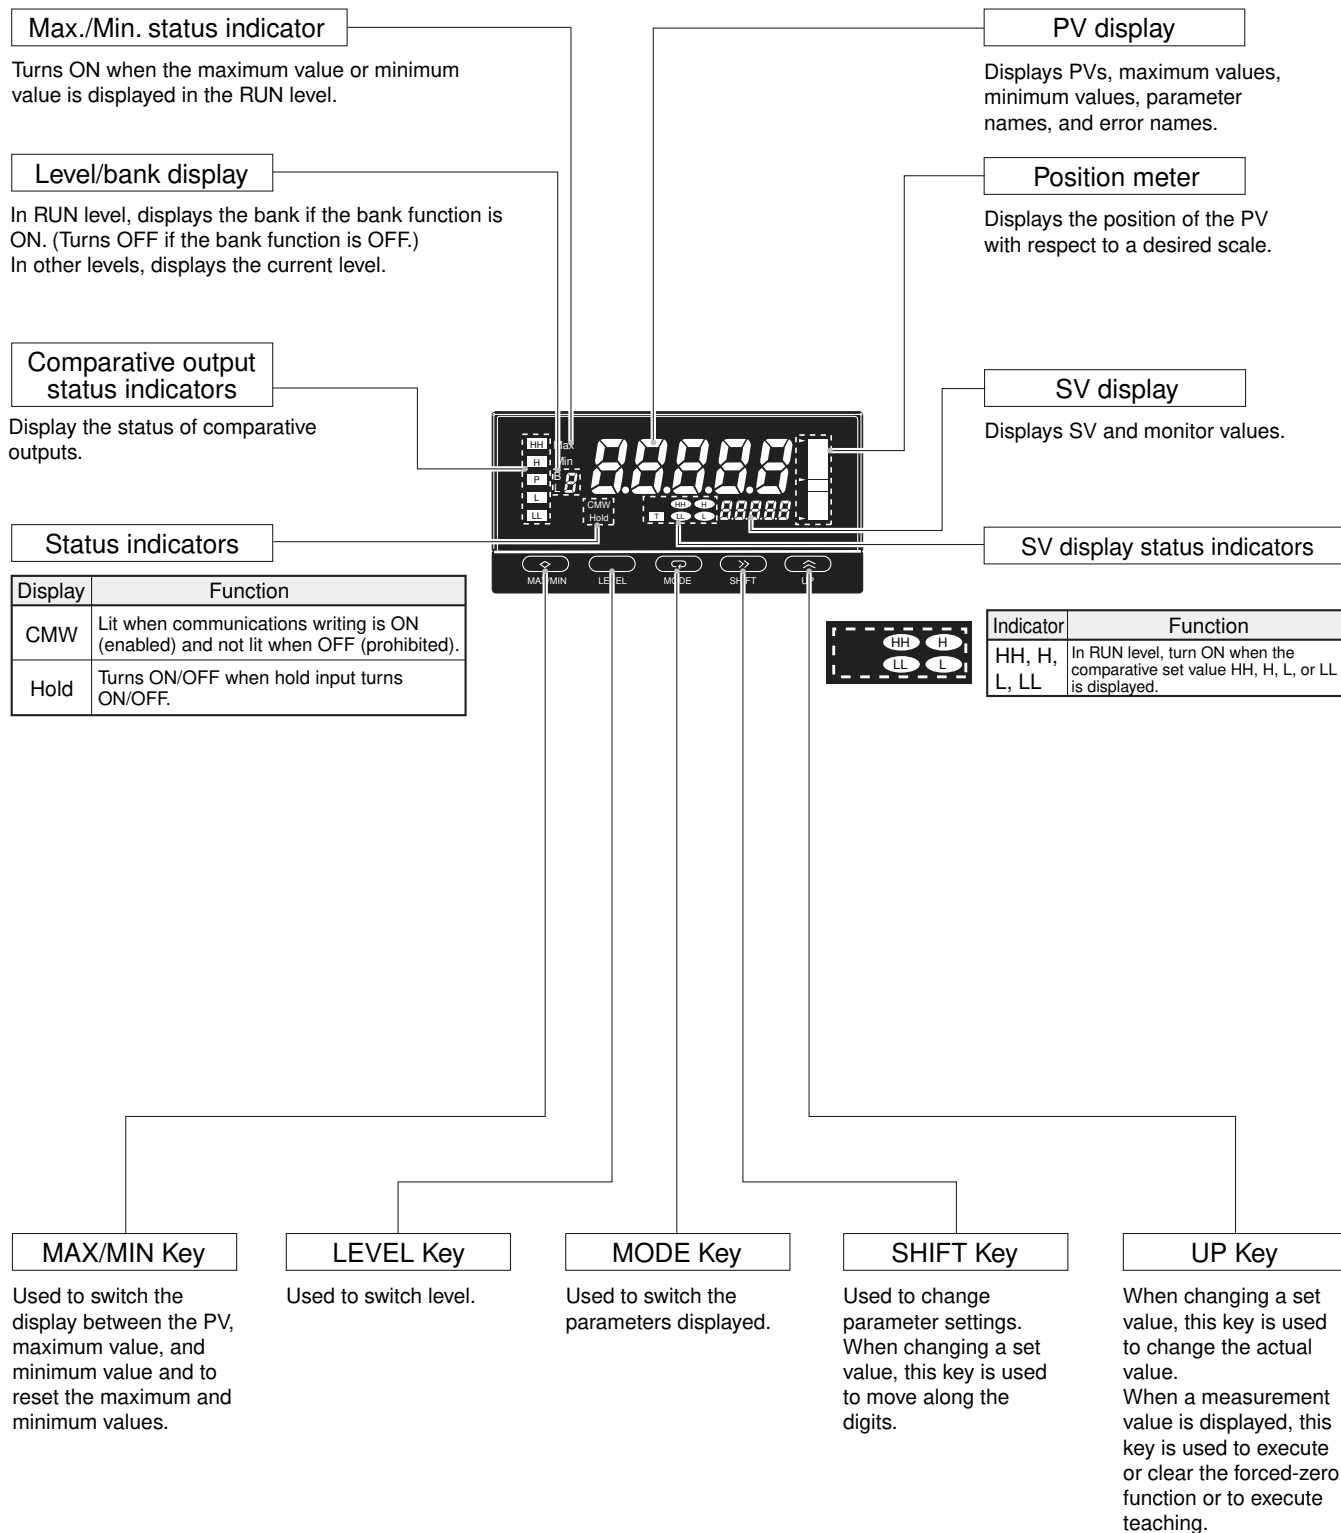 Max./Min. status indicator
Turns ON when the maximum value or minimum
value is displayed in the RUN level.
Level/bank display
In RUN level, displays the bank if the bank function is
ON. (Turns OFF if the bank function is OFF.)
In other levels, displays the current level.
Comparative output
status indicators
Display the status of comparative
outputs.
Status indicators
Display Function
CMW Lit when communications writing is ON
(enabled) and not lit when OFF (prohibited).
Hold Turns ON/OFF when hold input turns
ON/OFF.
PV display
Displays PVs, maximum values,
minimum values, parameter
names, and error names.
Position meter
Displays the position of the PV
with respect to a desired scale.
SV display
Displays SV and monitor values.
SV display status indicators
Indicator Function
HH, H,
L, LL
In RUN level, turn ON when the
comparative set value HH, H, L, or LL
is displayed.
HH
H
P
L
LL
Max
Min
B
L
8
88888
CMW
Hold
T
HH H
LL L
88888
MAX/MIN LEVEL MODE SHIFT UP
HH H
LL L
MAX/MIN Key
Used to switch the
display between the PV,
maximum value, and
minimum value and to
reset the maximum and
minimum values.
LEVEL Key
Used to switch level.
MODE Key
Used to switch the
parameters displayed.
SHIFT Key
Used to change
parameter settings.
When changing a set
value, this key is used
to move along the
digits.
UP Key
When changing a set
value, this key is used
to change the actual
value.
When a measurement
value is displayed, this
key is used to execute
or clear the forced-zero
function or to execute
teaching.